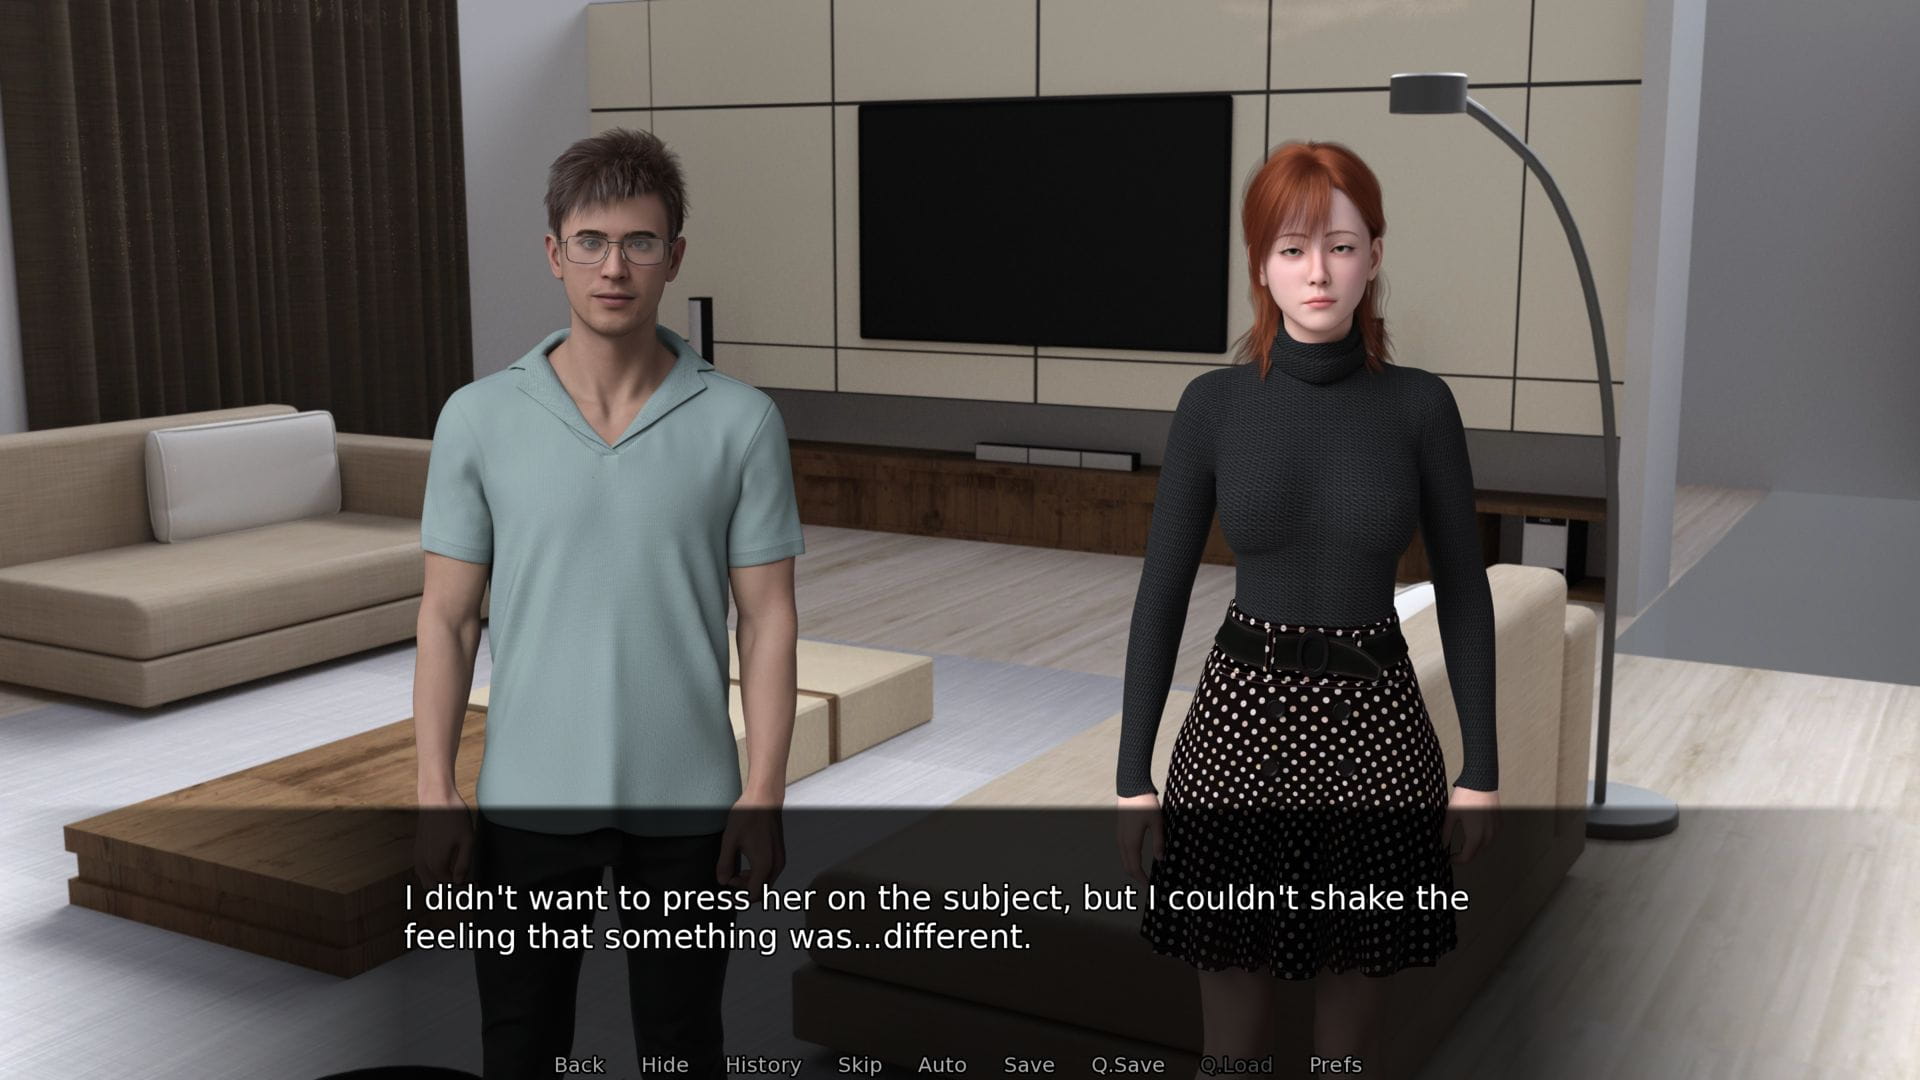 I didn't want to press her on the subject, but I couldn't shake the
feeling that something was...different.
Back Hide History Skip Auto Save Q.Save Q.Load Prefs